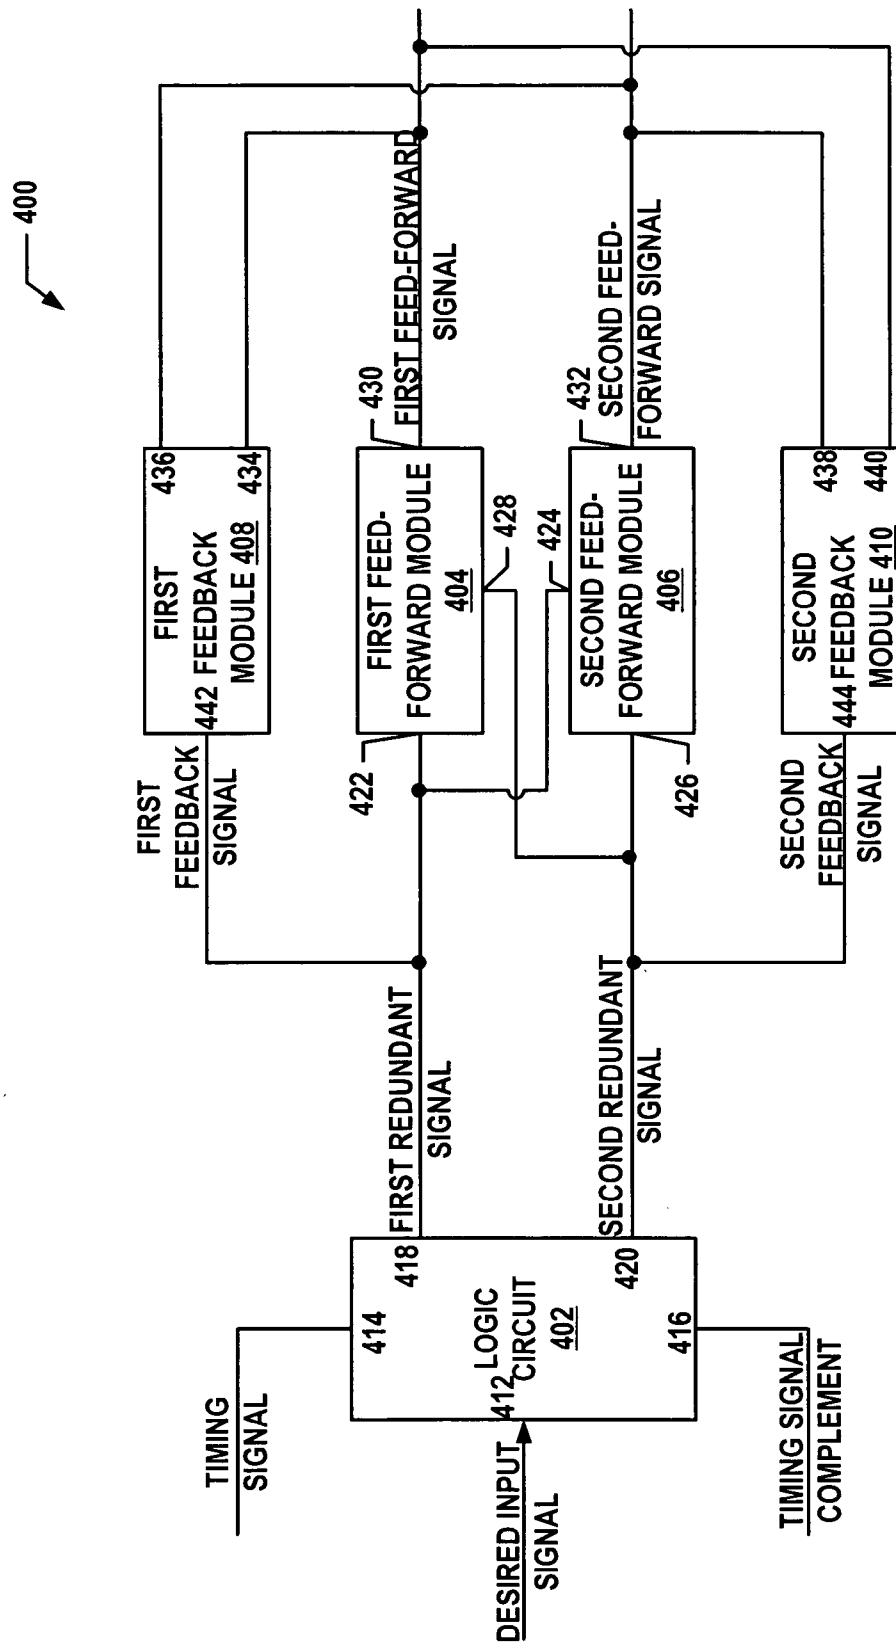 400
FIRST
442 FEEDBACK
MODULE 408
436
434
FIRST
FEEDBACK
SIGNAL
FIRST FEED-
FORWARD MODULE
404
422
428
430
FIRST FEED-FORWARD
SIGNAL
SECOND FEED-
FORWARD MODULE
406
424
426
432
SECOND FEED-
FORWARD SIGNAL
SECOND
444 FEEDBACK
MODULE 410
438
440
SECOND
FEEDBACK
SIGNAL
FIRST REDUNDANT
SIGNAL
SECOND REDUNDANT
SIGNAL
418
420
414
LOGIC
CIRCUIT
402
412
416
TIMING
SIGNAL
DESIRED INPUT
SIGNAL
TIMING SIGNAL
COMPLEMENT